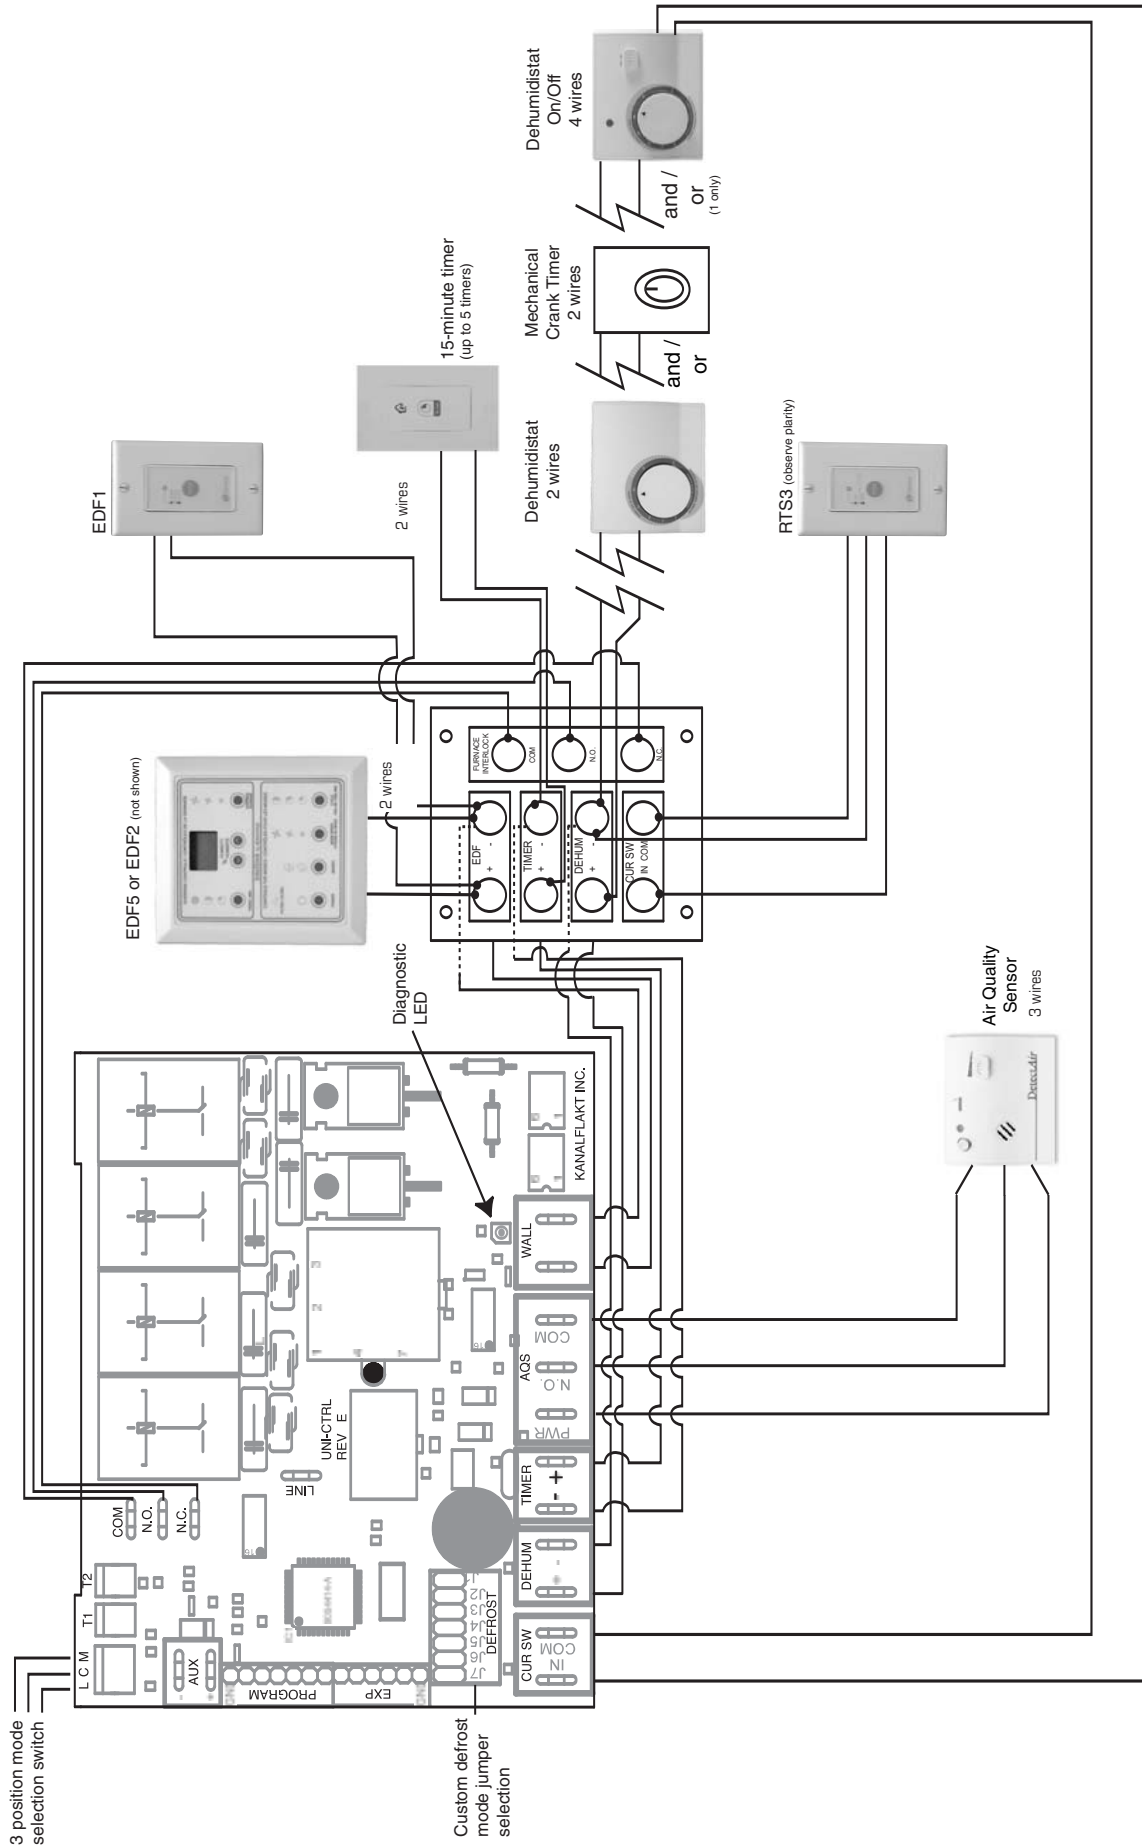 3 position mode
selection switch
L C M
T1
T2
COM
N.O.
N.C.
AUX
-
+
GND
PROGRAM
EXP
GND
LINE
UNI-CTRL
REV E
Custom defrost
mode jumper
selection
J7
J6
J5
J4
J3
J2
J1
DEFROST
CUR SW
IN
COM
DEHUM
+ -
TIMER
- +
AQS
PWR
N.O.
COM
WALL
KANALFLAKT INC.
Diagnostic
LED
EDF5 or EDF2 (not shown)
2 wires
EDF1
2 wires
15-minute timer
(up to 5 timers)
FURNACE
INTERLOCK
COM
N.O.
N.C.
EDF
+ -
TIMER
+ -
DEHUM
+ -
CUR SW
IN COM
Dehumidistat
2 wires
and /
or
Mechanical
Crank Timer
2 wires
and /
or
(1 only)
Dehumidistat
On/Off
4 wires
RTS3 (observe plarity)
Air Quality
Sensor
3 wires
DetectAir